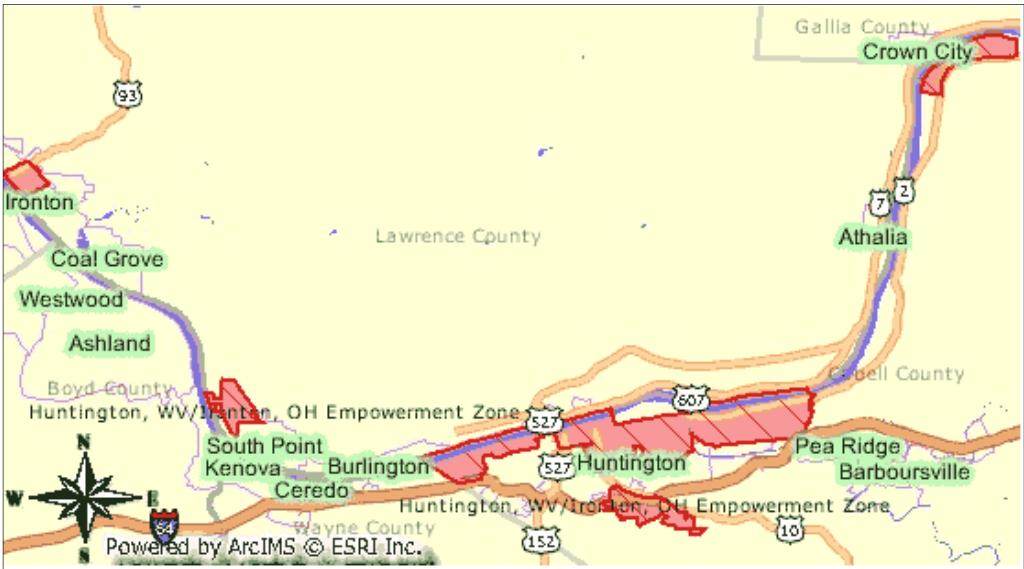 Gallia County
Crown City
93
7
2
Ironton
Athalia
Lawrence County
Coal Grove
Westwood
Ashland
Boyd County
Cabell County
607
Huntington, WV/Ironton, OH Empowerment Zone
527
N
South Point
Pea Ridge
Kenova
Burlington
527
Huntington
Barboursville
Ceredo
W
E
Huntington, WV/Ironton, OH Empowerment Zone
64
Wayne County
10
152
S
Powered by ArcIMS © ESRI Inc.